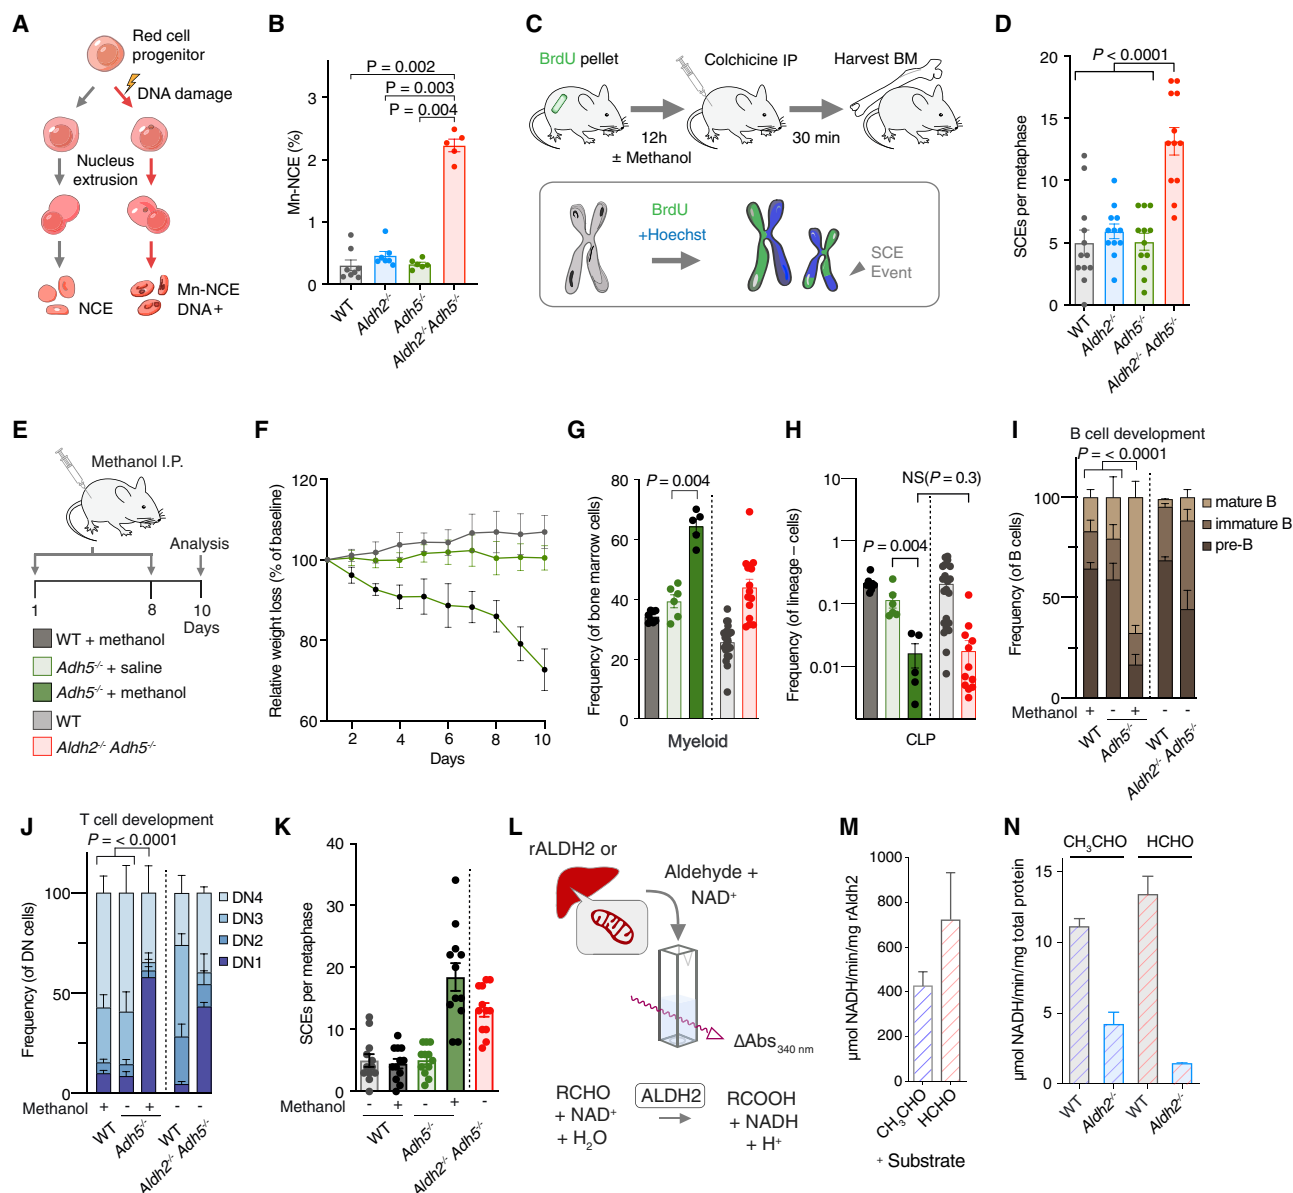 A
Red cell
progenitor
DNA damage
Nucleus
extrusion
NCE
Mn-NCE
DNA+
B
P = 0.002
P = 0.003
P = 0.004
Mn-NCE (%)
3
2
1
0
WT
Aldh2-/-
Adh5-/-
Aldh2-/- Adh5-/-
C
BrdU pellet
Colchicine IP
Harvest BM
12h
± Methanol
30 min
BrdU
+Hoechst
SCE
Event
D
P < 0.0001
SCEs per metaphase
20
15
10
5
0
WT
Aldh2-/-
Adh5-/-
Aldh2-/- Adh5-/-
E
Methanol I.P.
Analysis
1
8
10
Days
WT + methanol
Adh5-/- + saline
Adh5-/- + methanol
WT
Aldh2-/- Adh5-/-
F
Relative weight loss (% of baseline)
120
100
80
60
2
4
6
8
10
Days
G
P = 0.004
Frequency (of bone marrow cells)
80
60
40
20
0
Myeloid
H
NS(P = 0.3)
P = 0.004
Frequency (of lineage – cells)
10
1
0.1
0.01
CLP
I
B cell development
P = < 0.0001
Frequency (of B cells)
100
50
0
mature B
immature B
pre-B
Methanol
+
-
+
-
-
WT
Adh5-/-
WT
Aldh2-/- Adh5-/-
J
T cell development
P = < 0.0001
Frequency (of DN cells)
100
50
0
DN4
DN3
DN2
DN1
Methanol
+
-
+
-
-
WT
Adh5-/-
WT
Aldh2-/- Adh5-/-
K
SCEs per metaphase
40
30
20
10
0
Methanol
-
+
-
+
-
WT
Adh5-/-
Aldh2-/- Adh5-/-
L
rALDH2 or
Aldehyde +
NAD+
ΔAbs340 nm
RCHO
+ NAD+
+ H2O
ALDH2
RCOOH
+ NADH
+ H+
M
µmol NADH/min/mg rAldh2
1000
800
600
400
200
0
CH3CHO
HCHO
+ Substrate
N
CH3CHO
HCHO
µmol NADH/min/mg total protein
15
10
5
0
WT
Aldh2-/-
WT
Aldh2-/-